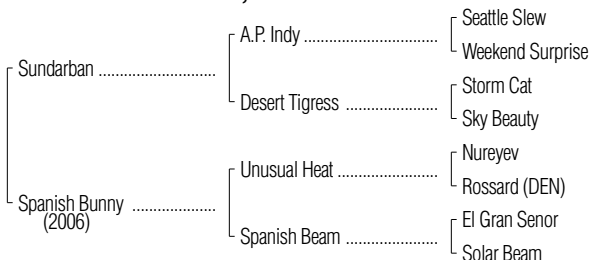 Seattle Slew
A.P. Indy ................................
Weekend Surprise
Sundarban ............................
Storm Cat
Desert Tigress ......................
Sky Beauty
Nureyev
Unusual Heat ........................
Rossard (DEN)
Spanish Bunny ....................
(2006)
El Gran Senor
Spanish Beam ......................
Solar Beam